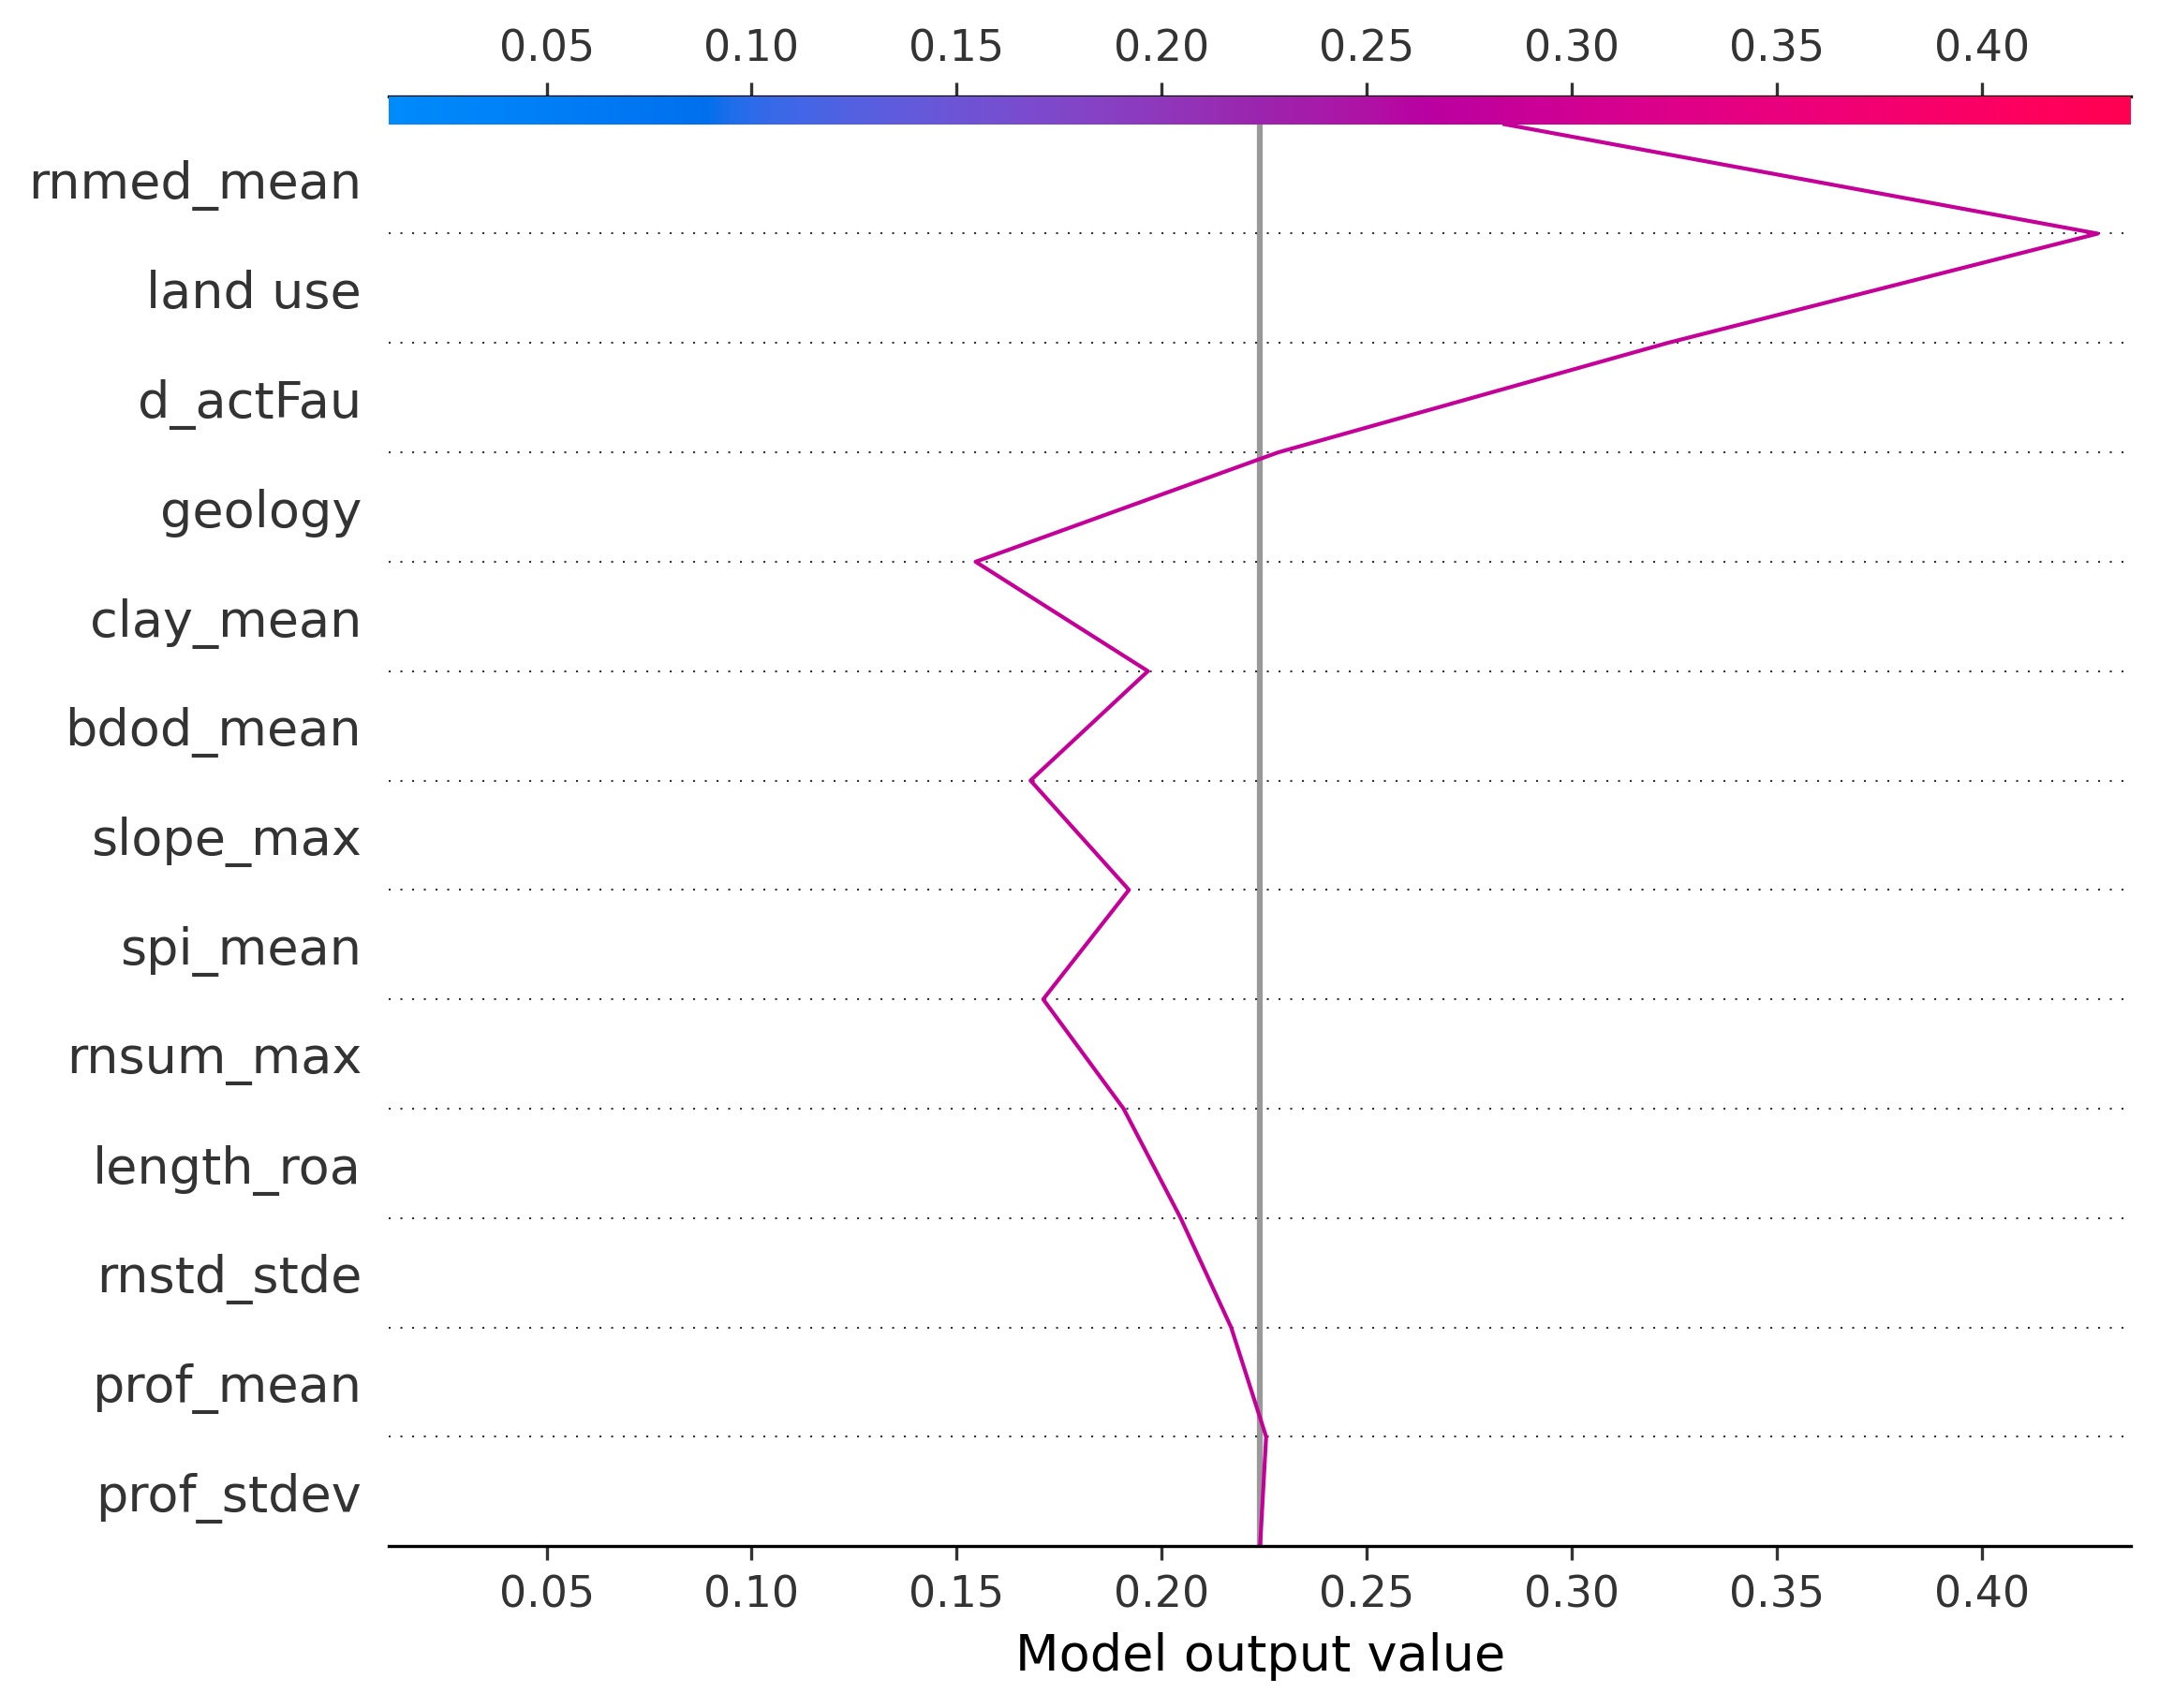 0.05 0.10 0.15 0.20 0.25 0.30 0.35 0.40
rnmed_mean
land use
d_actFau
geology
clay_mean
bdod_mean
slope_max
spi_mean
rnsum_max
length_roa
rnstd_stde
prof_mean
prof_stdev
0.05 0.10 0.15 0.20 0.25 0.30 0.35 0.40
Model output value